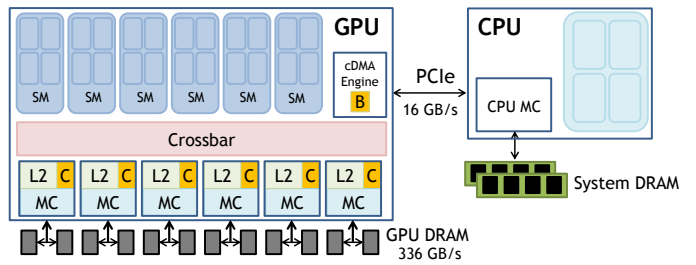 GPU
CPU
cDMA
Engine
B
PCIe
16 GB/s
CPU MC
SM SM SM SM SM SM
Crossbar
L2 C L2 C L2 C L2 C L2 C L2 C
MC MC MC MC MC MC
System DRAM
GPU DRAM
336 GB/s